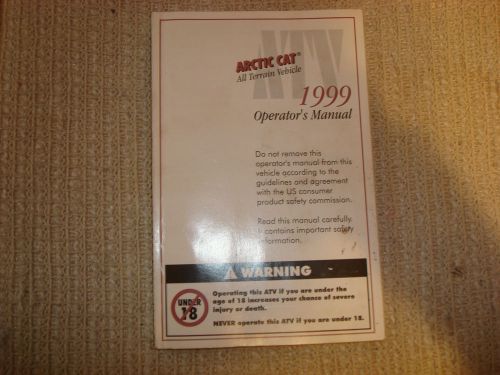 ATV
ARCTIC CAT®
All Terrain Vehicle
1999
Operator's Manual
Do not remove this
operator's manual from this
vehicle according to the
guidelines and agreement
with the US consumer
product safety commission.
Read this manual carefully.
It contains important safety
information.
WARNING
UNDER
18
Operating this ATV if you are under the
age of 18 increases your chance of severe
injury or death.
NEVER operate this ATV if you are under 18.